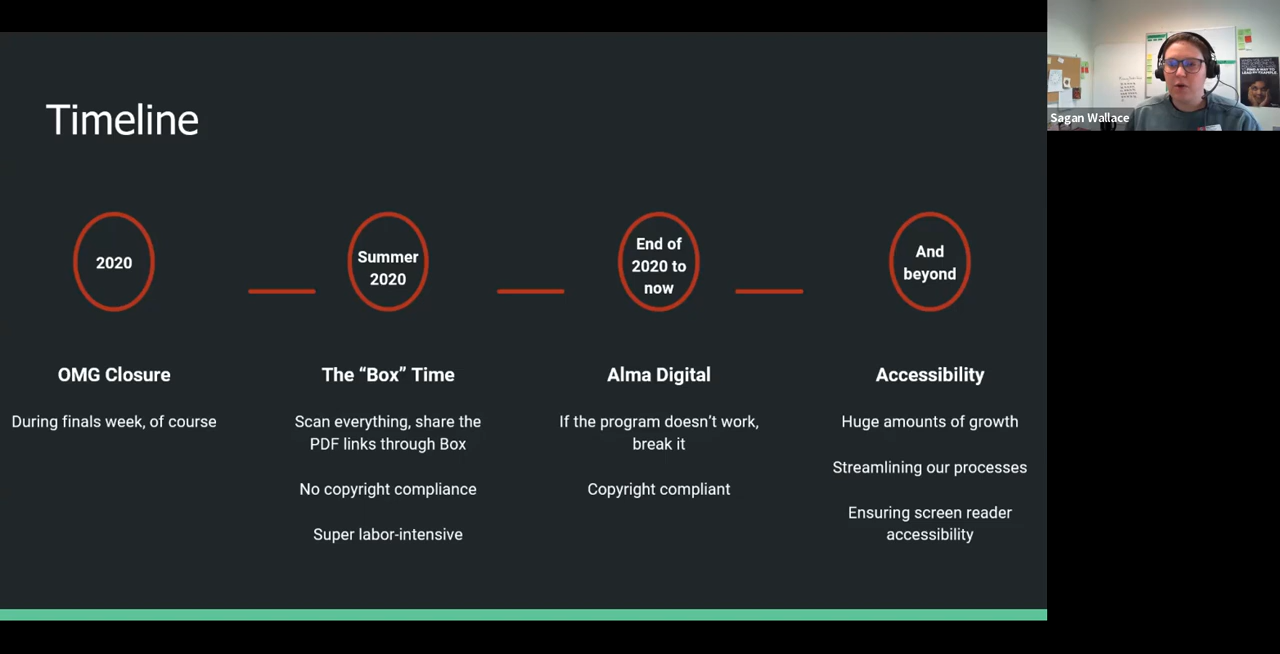 Timeline
2020
Summer
2020
End of
2020 to
now
And
beyond
OMG Closure
During finals week, of course
The “Box” Time
Scan everything, share the
PDF links through Box
No copyright compliance
Super labor-intensive
Alma Digital
If the program doesn’t work,
break it
Copyright compliant
Accessibility
Huge amounts of growth
Streamlining our processes
Ensuring screen reader
accessibility
Sagan Wallace